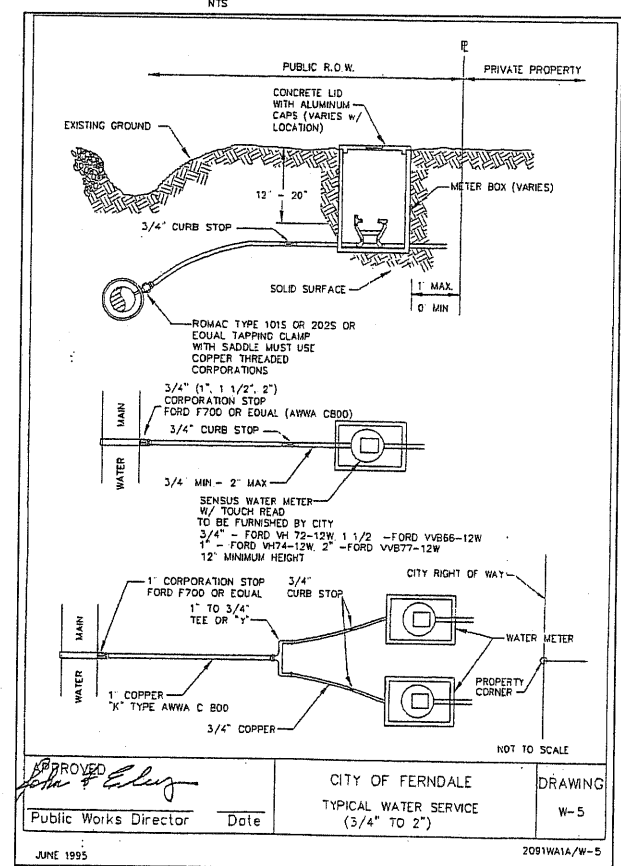 NTS
PL
PUBLIC R.O.W.
PRIVATE PROPERTY
CONCRETE LID
WITH ALUMINUM
CAPS (VARIES W/
LOCATION)
EXISTING GROUND
12" - 20"
METER BOX (VARIES)
3/4" CURB STOP
SOLID SURFACE
1' MAX.
0' MIN
ROMAC TYPE 101S OR 202S OR
EQUAL TAPPING CLAMP
WITH SADDLE MUST USE
COPPER THREADED
CORPORATIONS
3/4" (1", 1 1/2", 2")
CORPORATION STOP
FORD F700 OR EQUAL (AWWA C800)
3/4" CURB STOP
WATER MAIN
3/4" MIN.- 2" MAX
SENSUS WATER METER
W/ TOUCH READ
TO BE FURNISHED BY CITY
3/4" - FORD VH 72-12W, 1 1/2 -FORD VVB66-12W
1" - FORD VH74-12W, 2" -FORD VVB77-12W
12" MINIMUM HEIGHT
CITY RIGHT OF WAY
1" CORPORATION STOP
FORD F700 OR EQUAL
3/4"
CURB STOP
1" TO 3/4"
TEE OR "Y"
WATER MAIN
WATER METER
PROPERTY
CORNER
1" COPPER
"K" TYPE AWWA C 800
3/4" COPPER
NOT TO SCALE
APPROVED
Public Works Director Date
CITY OF FERNDALE
TYPICAL WATER SERVICE
(3/4" TO 2")
DRAWING
W-5
JUNE 1995
2091WA1A/W-5